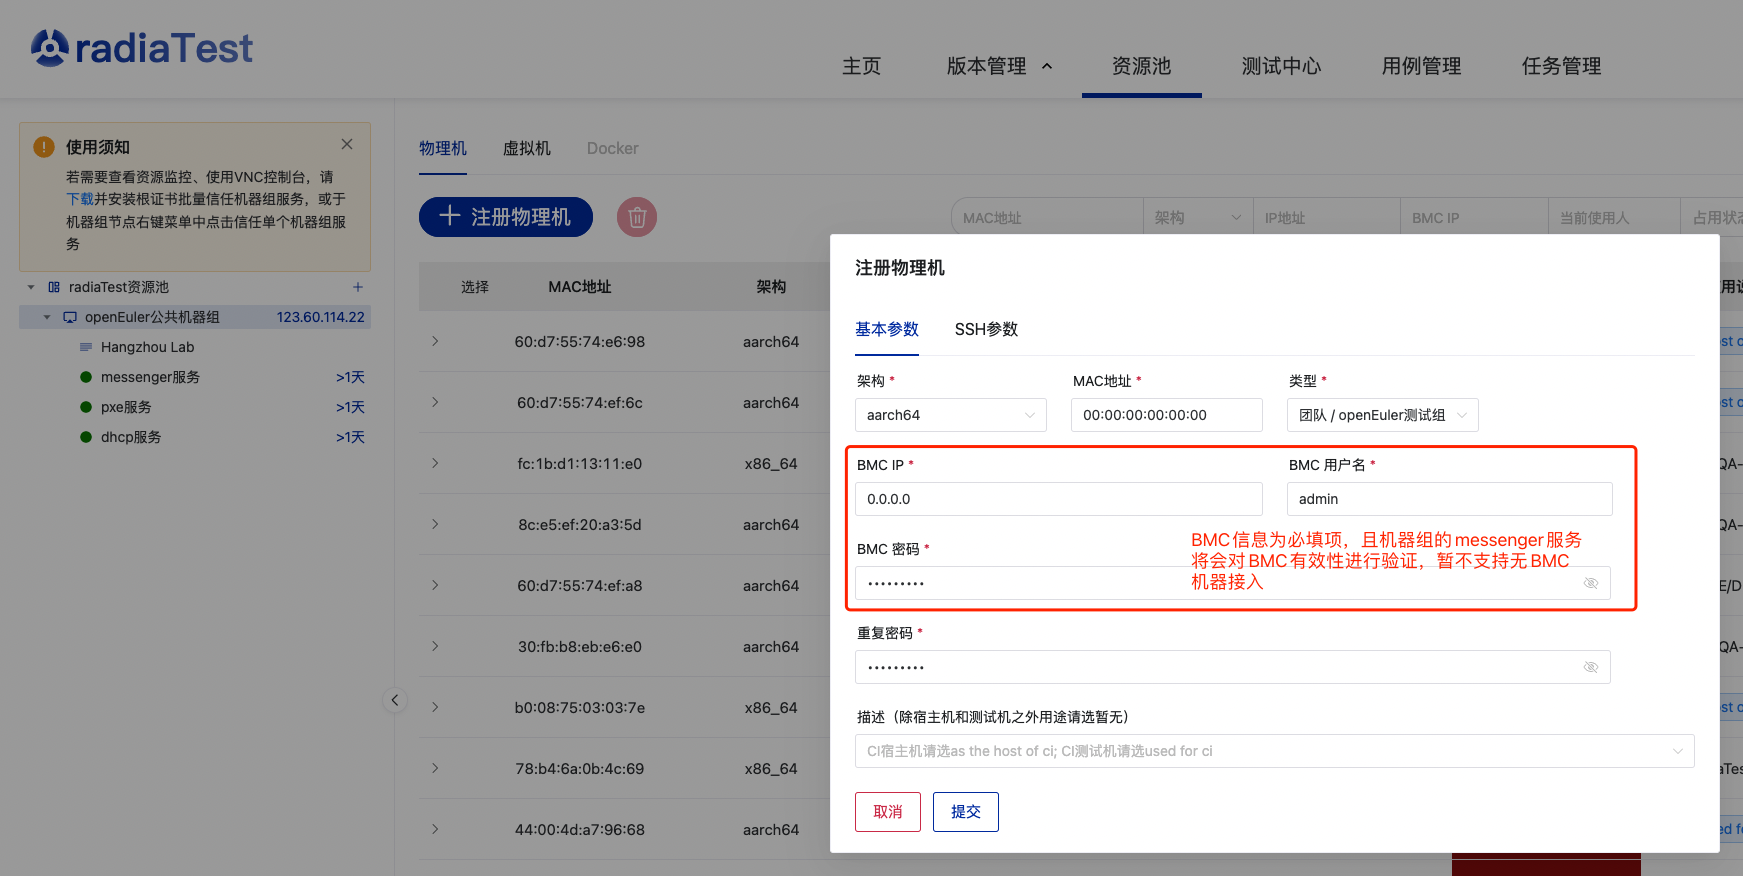 radiaTest
主页
版本管理
资源池
测试中心
用例管理
任务管理
使用须知
若需要查看资源监控、使用VNC控制台，请
下载并安装根证书批量信任机器组服务，或于
机器组节点右键菜单中点击信任单个机器组服
务
radiaTest资源池
openEuler公共机器组 123.60.114.22
Hangzhou Lab
messenger服务 >1天
pxe服务 >1天
dhcp服务 >1天
物理机
虚拟机
Docker
注册物理机
MAC地址
架构
IP地址
BMC IP
当前使用人
占用状态
选择 MAC地址 架构
60:d7:55:74:e6:98 aarch64
60:d7:55:74:ef:6c aarch64
fc:1b:d1:13:11:e0 x86_64
8c:e5:ef:20:a3:5d aarch64
60:d7:55:74:ef:a8 aarch64
30:fb:b8:eb:e6:e0 aarch64
b0:08:75:03:03:7e x86_64
78:b4:6a:0b:4c:69 x86_64
44:00:4d:a7:96:68 aarch64
注册物理机
基本参数
SSH参数
架构 *
MAC地址 *
类型 *
aarch64
00:00:00:00:00:00
团队 / openEuler测试组
BMC IP *
BMC 用户名 *
0.0.0.0
admin
BMC 密码 *
•••••••••
BMC信息为必填项，且机器组的messenger服务
将会对BMC有效性进行验证，暂不支持无BMC
机器接入
重复密码 *
•••••••••
描述（除宿主机和测试机之外用途请选暂无）
CI宿主机请选as the host of ci; CI测试机请选used for ci
取消
提交